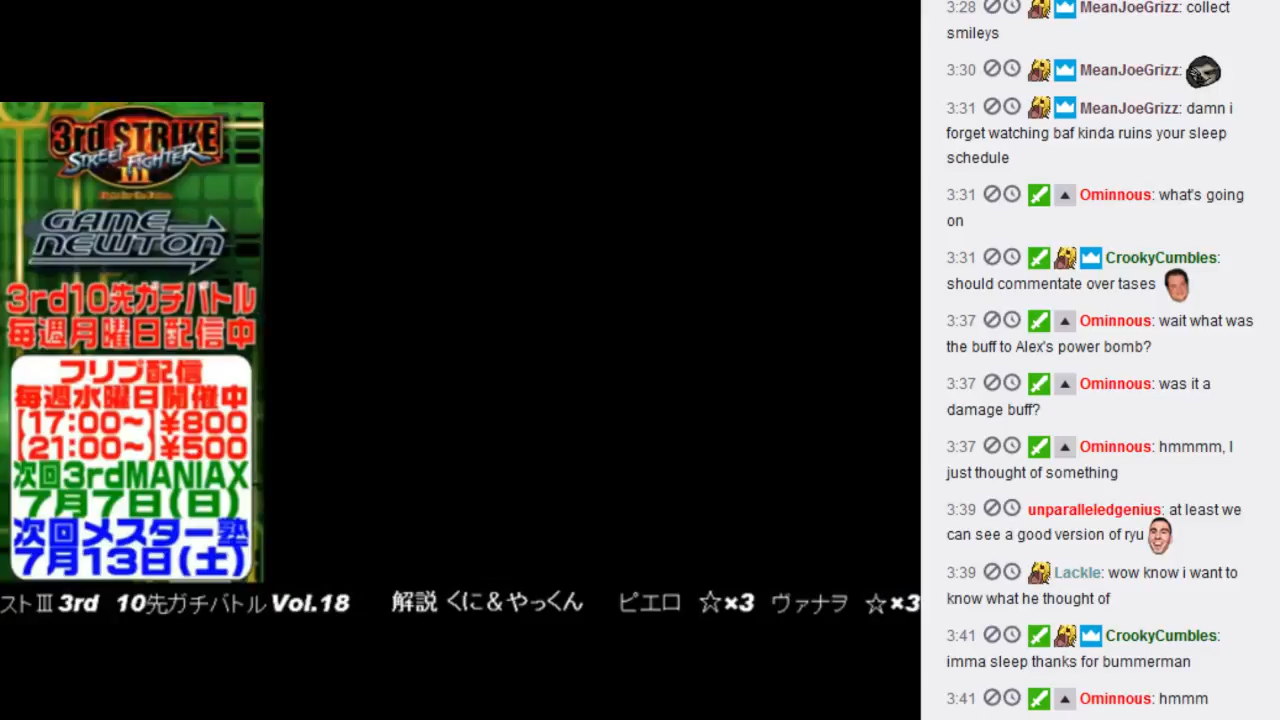 3rd STRIKE
STREET FIGHTER
III
GAME
NEWTON
3rd10先ガチバトル
毎週月曜日配信中
フリプ配信
毎週水曜日開催中
(17:00~)¥800
(21:00~)¥500
次回3rdMANIAX
7月7日(日)
次回メスター塾
7月13日(土)
ストⅢ 3rd 10先ガチバトル Vol.18 解説 くに&やっくん ピエロ ☆×3 ヴァナヲ ☆×3
3:28 MeanJoeGrizz: collect
smileys
3:30 MeanJoeGrizz:
3:31 MeanJoeGrizz: damn i
forget watching baf kinda ruins your sleep
schedule
3:31 Ominnous: what's going
on
3:31 CrookyCumbles:
should commentate over tases
3:37 Ominnous: wait what was
the buff to Alex's power bomb?
3:37 Ominnous: was it a
damage buff?
3:37 Ominnous: hmmmm, I
just thought of something
3:39 unparalleledgenius: at least we
can see a good version of ryu
3:39 Lackle: wow know i want to
know what he thought of
3:41 CrookyCumbles:
imma sleep thanks for bummerman
3:41 Ominnous: hmmm